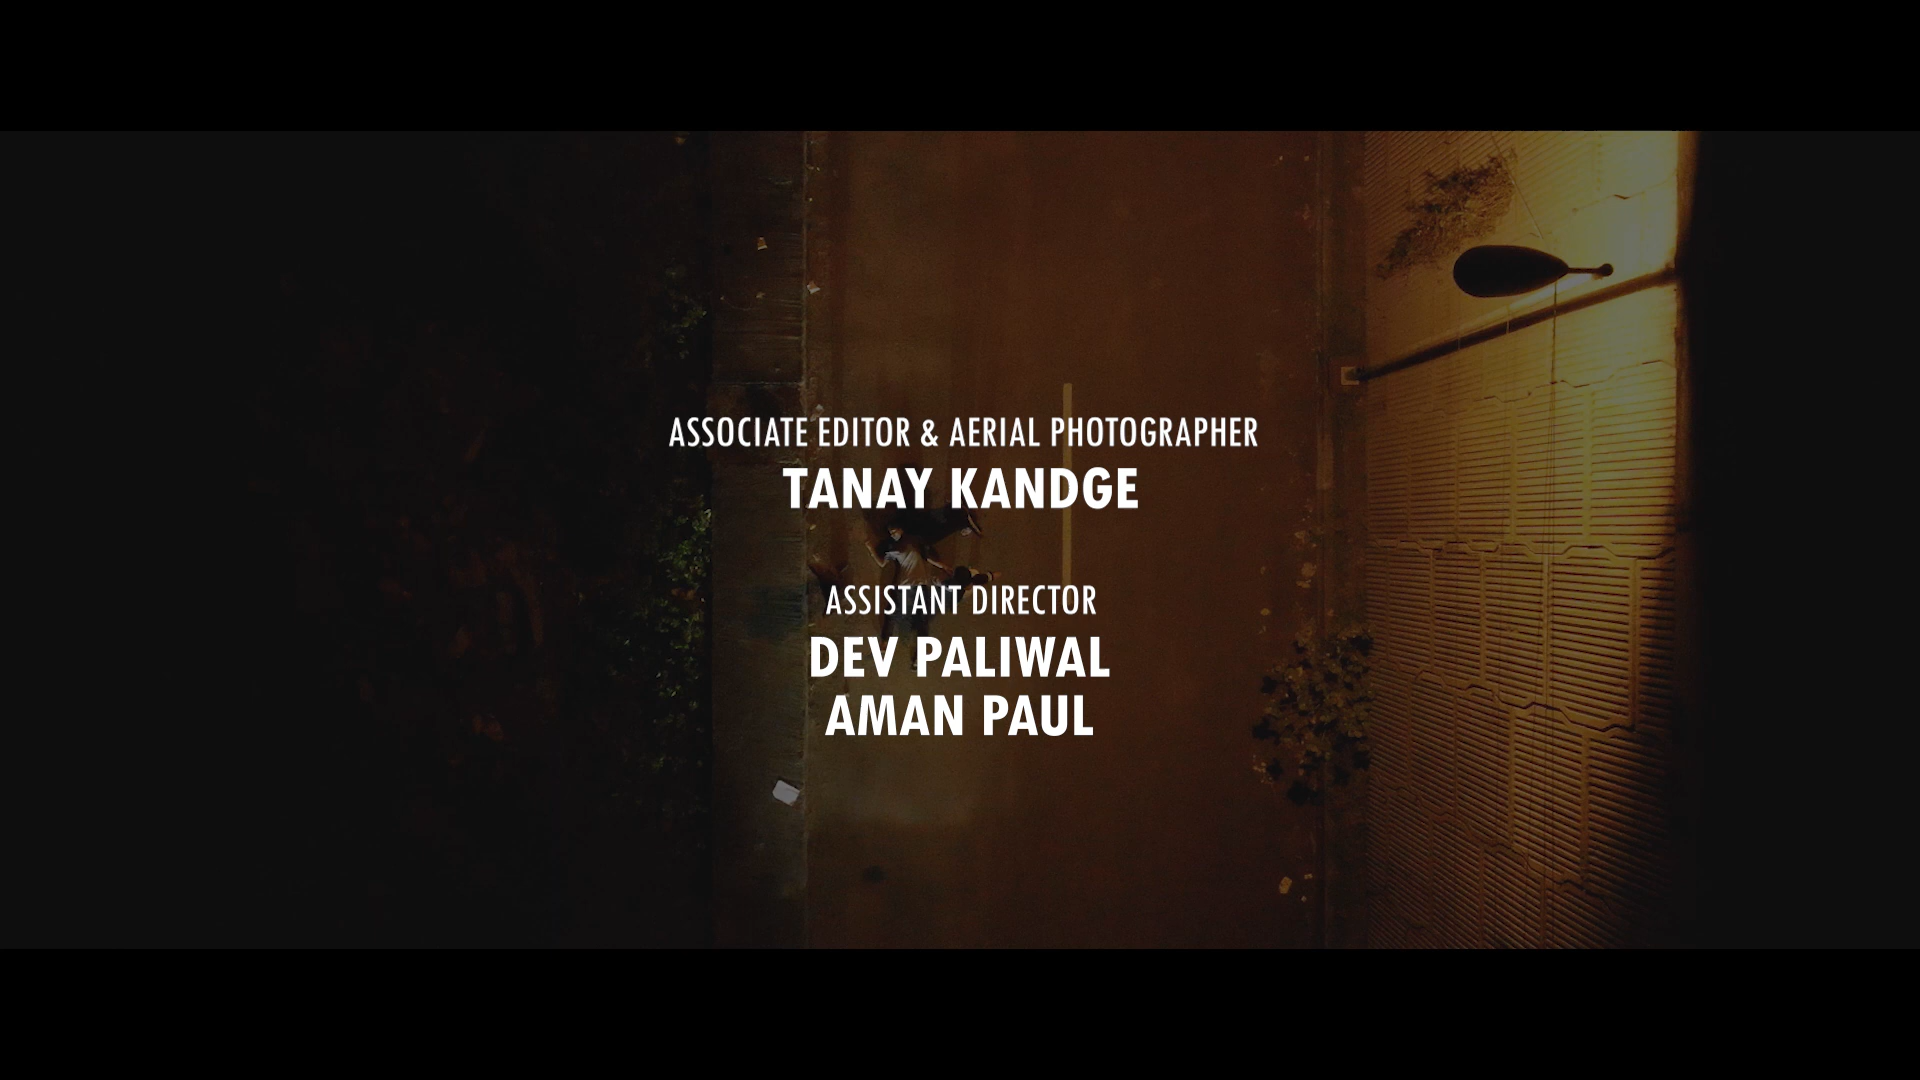 ASSOCIATE EDITOR & AERIAL PHOTOGRAPHER
TANAY KANDGE
ASSISTANT DIRECTOR
DEV PALIWAL
AMAN PAUL